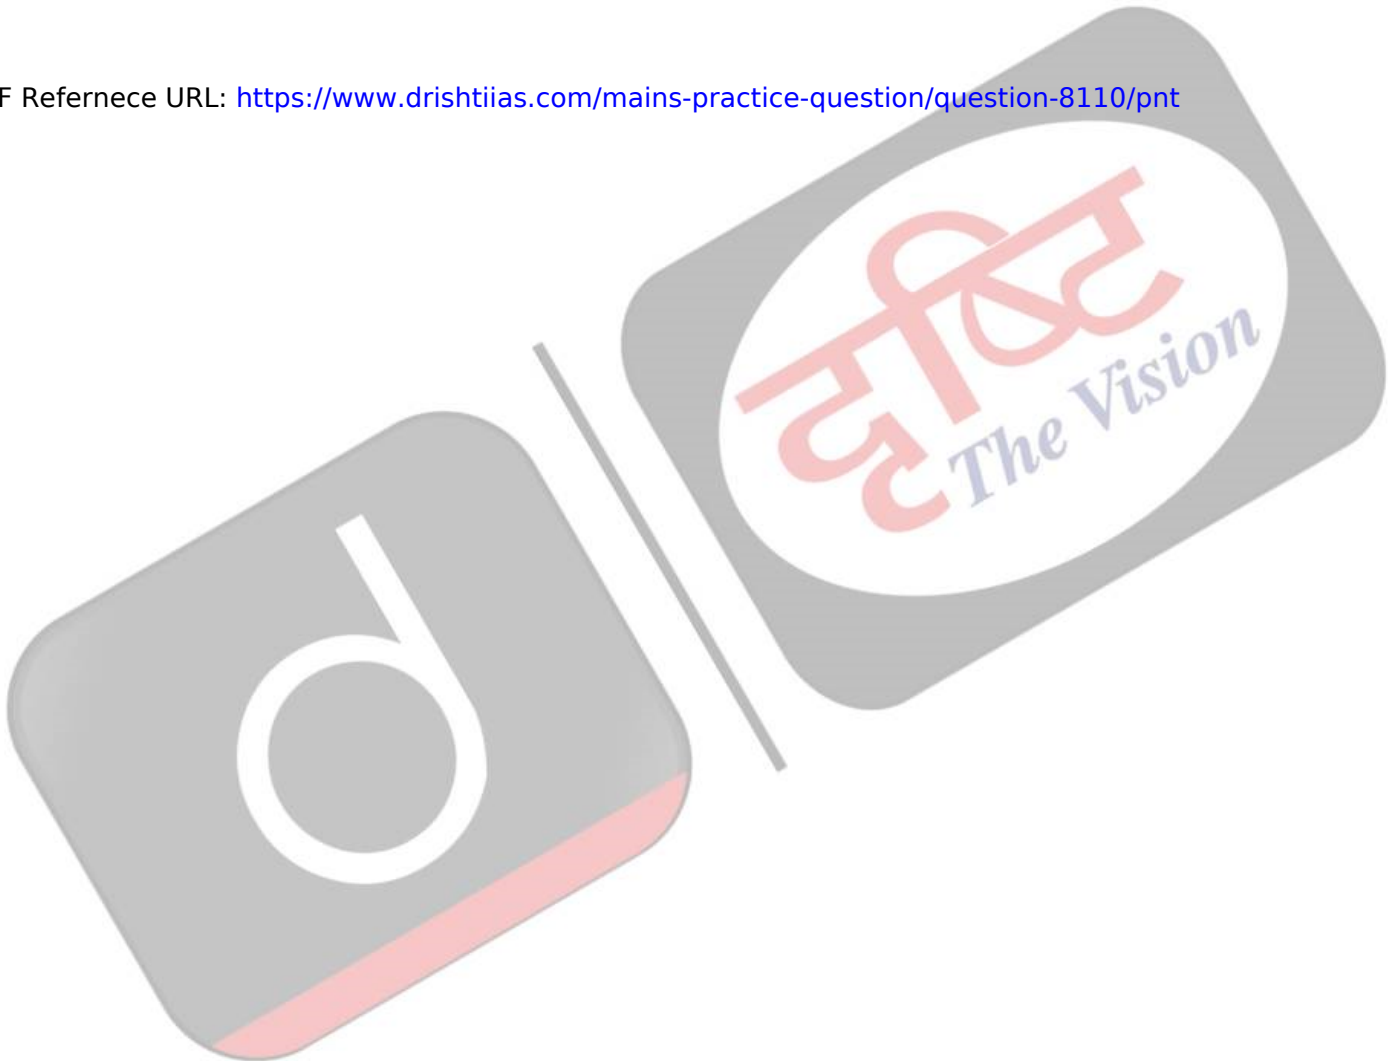 F Refernece URL: https://www.drishtiias.com/mains-practice-question/question-8110/pnt
दृष्टि
The Vision
d